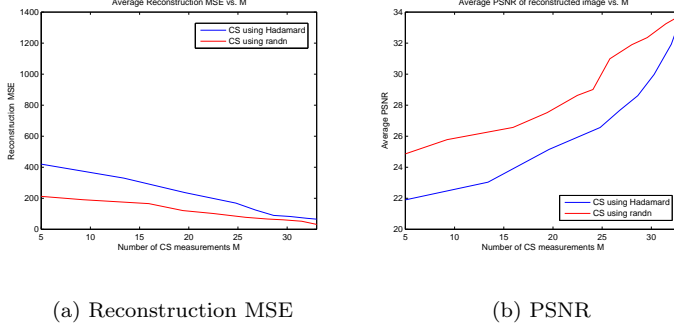 Average Reconstruction MSE vs. M
1400
1200
1000
800
600
400
200
0
Reconstruction MSE
CS using Hadamard
CS using randn
5
10
15
20
25
30
Number of CS measurements M
(a) Reconstruction MSE
Average PSNR of reconstructed image vs. M
34
32
30
28
26
24
22
20
Average PSNR
CS using Hadamard
CS using randn
5
10
15
20
25
30
Number of CS measurements M
(b) PSNR